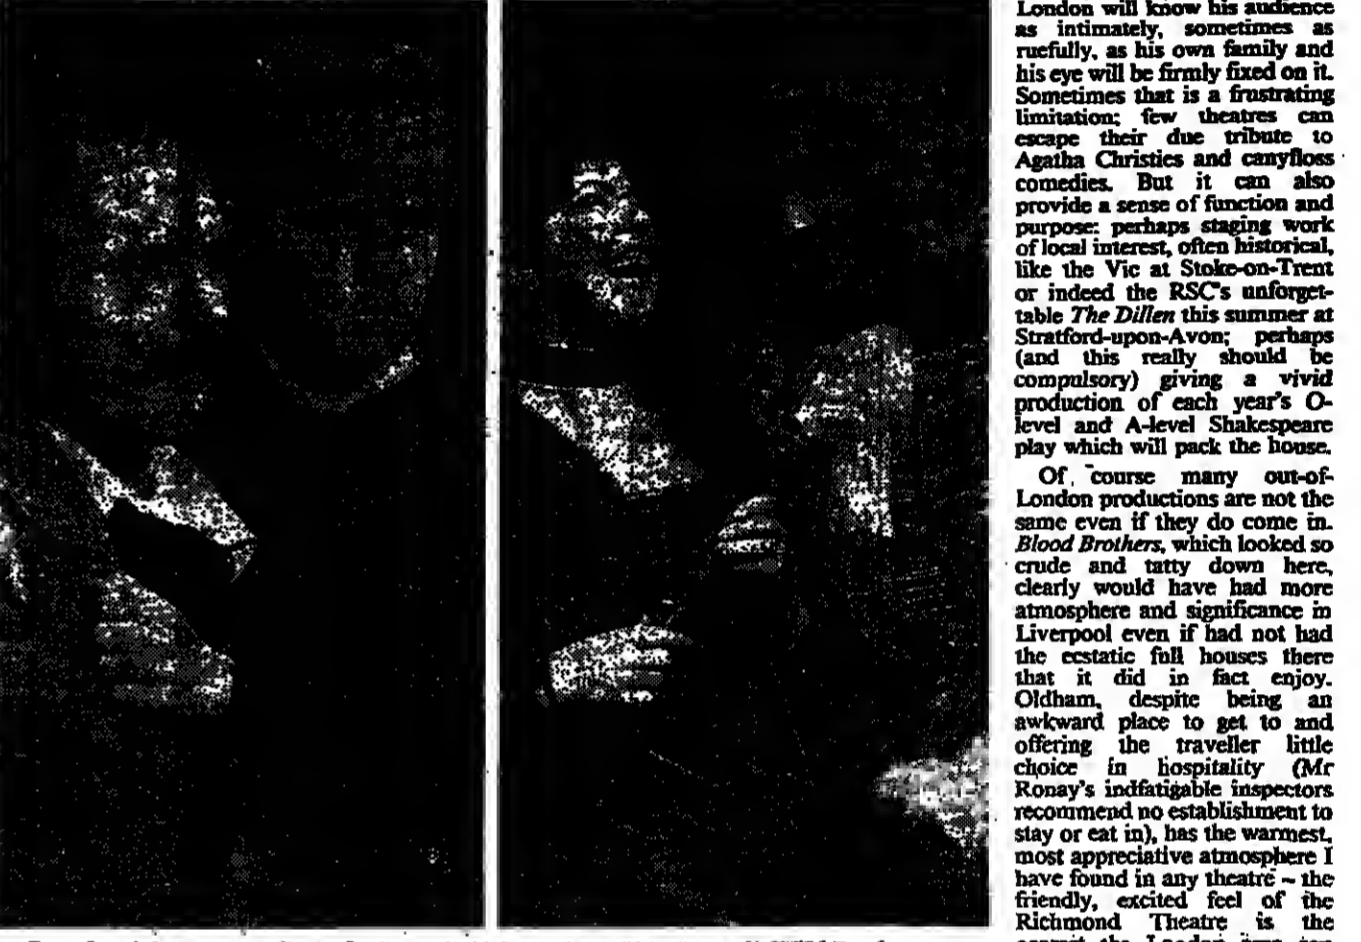 London will know his audience
as intimately, sometimes as
ruefully, as his own family and
his eye will be firmly fixed on it.
Sometimes that is a frustrating
limitation; few theatres can
escape their due tribute to
Agatha Christies and canyfloss
comedies. But it can also
provide a sense of function and
purpose: perhaps staging work
of local interest, often historical,
like the Vic at Stoke-on-Trent
or indeed the RSC's unforget-
table The Dillen this summer at
Stratford-upon-Avon; perhaps
(and this really should be
compulsory) giving a vivid
production of each year's O-
level and A-level Shakespeare
play which will pack the house.
Of course many out-of-
London productions are not the
same even if they do come in.
Blood Brothers, which looked so
crude and tatty down here,
clearly would have had more
atmosphere and significance in
Liverpool even if had not had
the ecstatic full houses there
that it did in fact enjoy.
Oldham, despite being an
awkward place to get to and
offering the traveller little
choice in hospitality (Mr
Ronay's indfatigable inspectors
recommend no establishment to
stay or eat in), has the warmest,
most appreciative atmosphere I
have found in any theatre – the
friendly, excited feel of the
Richmond Theatre is the